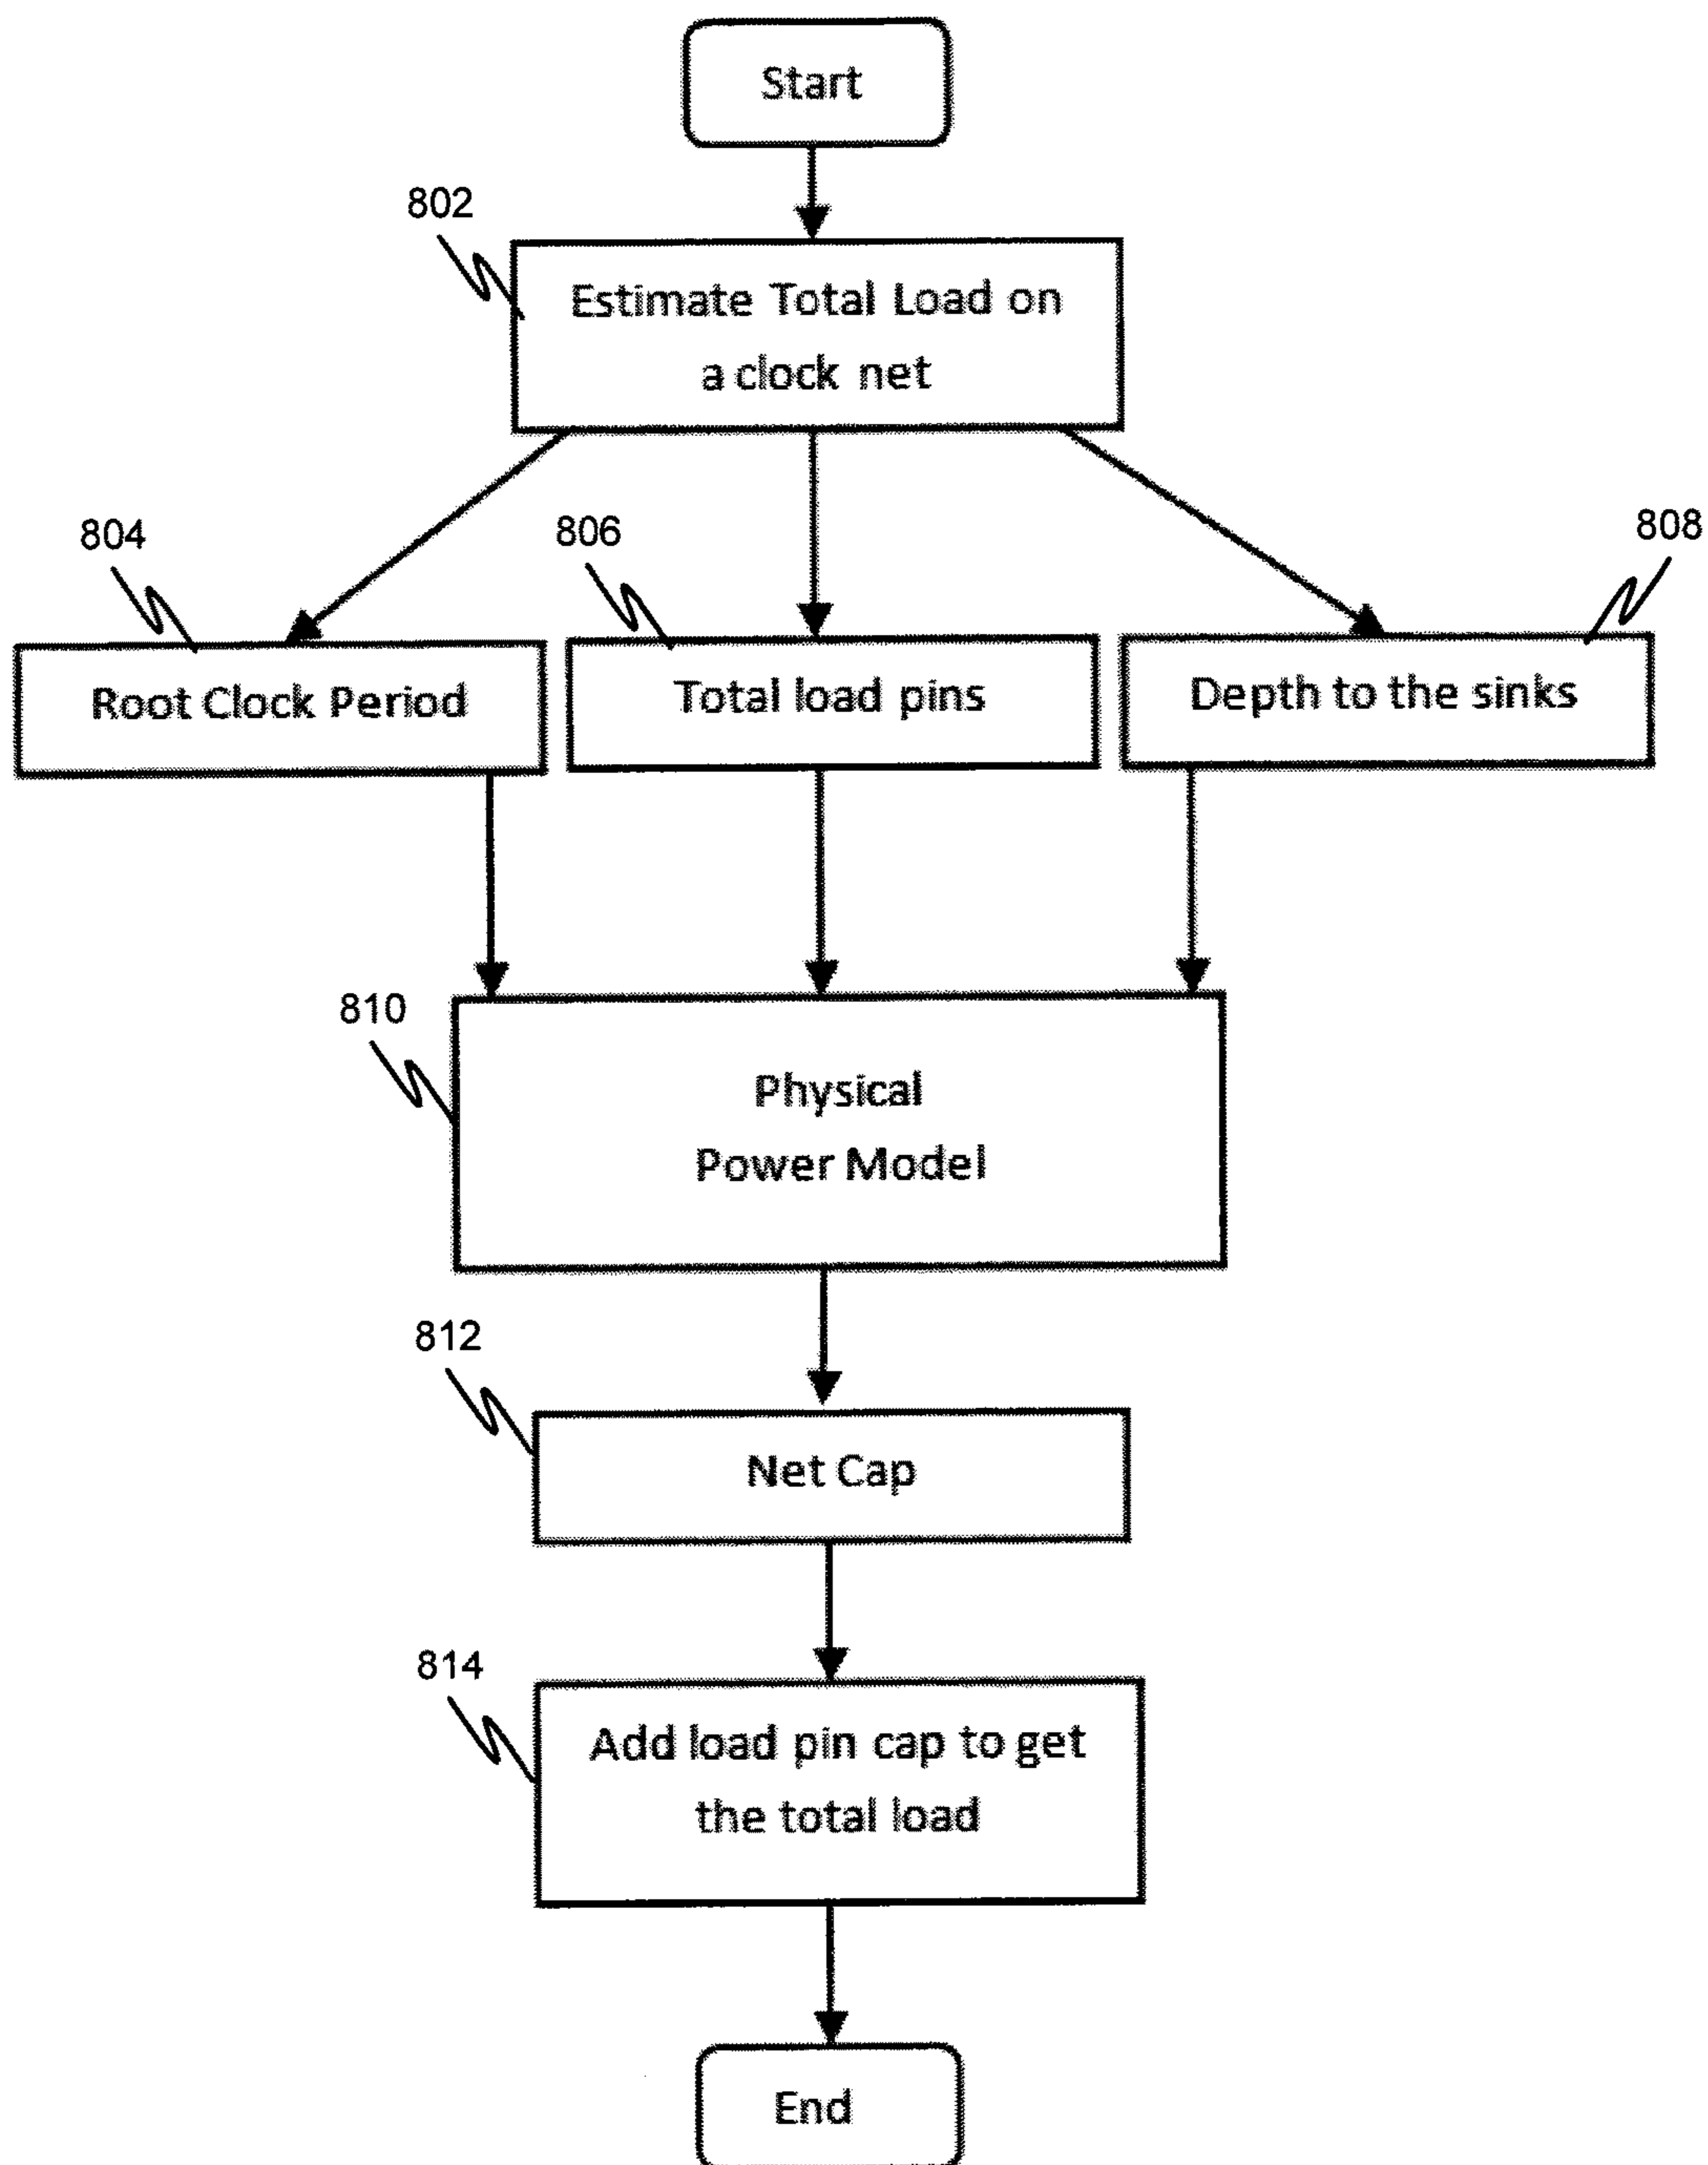 Start
802
Estimate Total Load on
a clock net
804
806
808
Root Clock Period
Total load pins
Depth to the sinks
810
Physical
Power Model
812
Net Cap
814
Add load pin cap to get
the total load
End